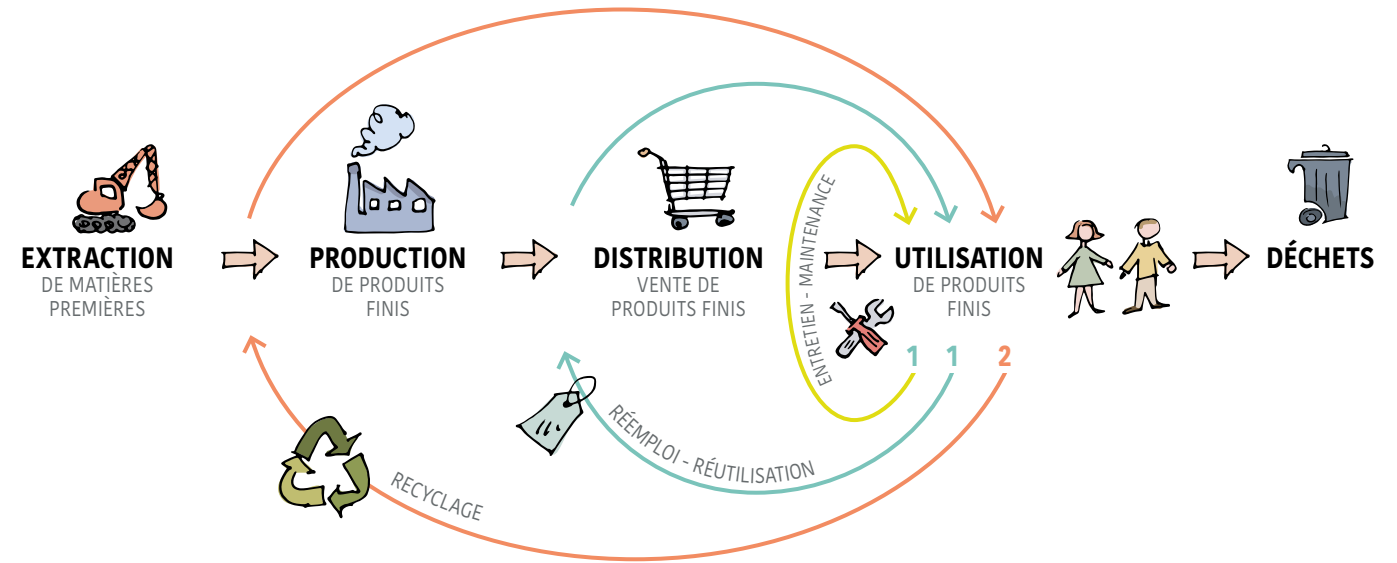 EXTRACTION
DE MATIÈRES
PREMIÈRES
PRODUCTION
DE PRODUITS
FINIS
DISTRIBUTION
VENTE DE
PRODUITS FINIS
ENTRETIEN - MAINTENANCE
UTILISATION
DE PRODUITS
FINIS
DÉCHETS
1 1 2
RÉEMPLOI - RÉUTILISATION
RECYCLAGE